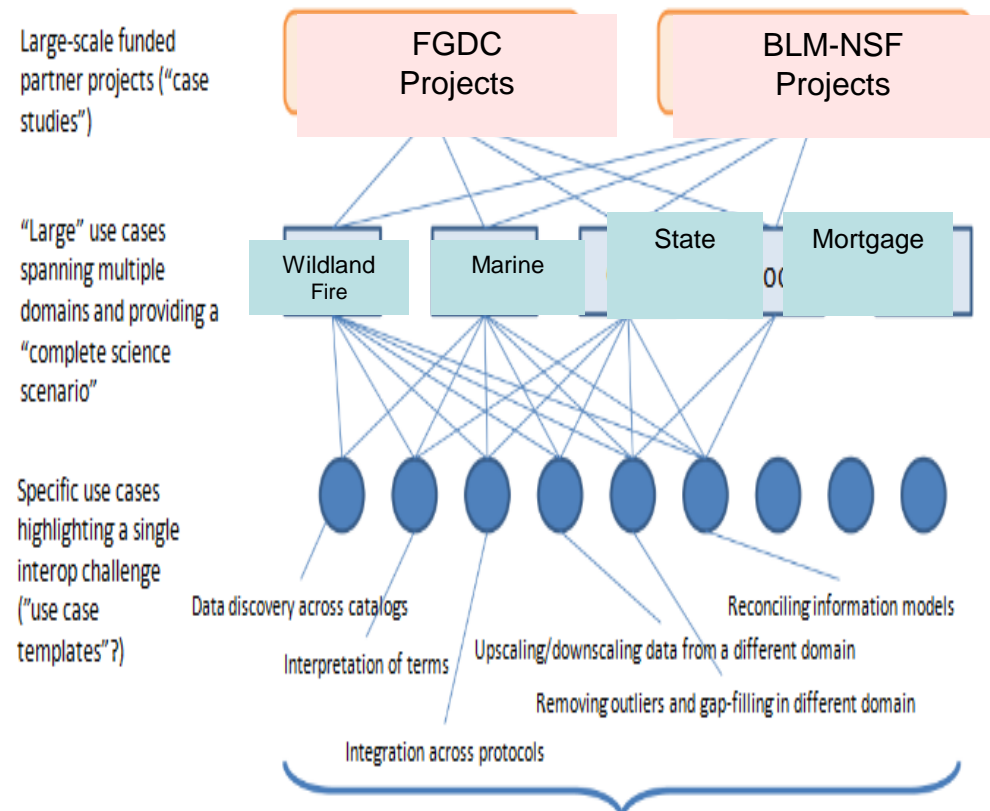 Large-scale funded
partner projects ("case
studies")
FGDC
Projects
BLM-NSF
Projects
"Large" use cases
spanning multiple
domains and providing a
"complete science
scenario"
Wildland
Fire
Marine
State
Mortgage
Specific use cases
highlighting a single
interop challenge
("use case
templates"?)
Data discovery across catalogs
Reconciling information models
Interpretation of terms
Upscaling/downscaling data from a different domain
Removing outliers and gap-filling in different domain
Integration across protocols